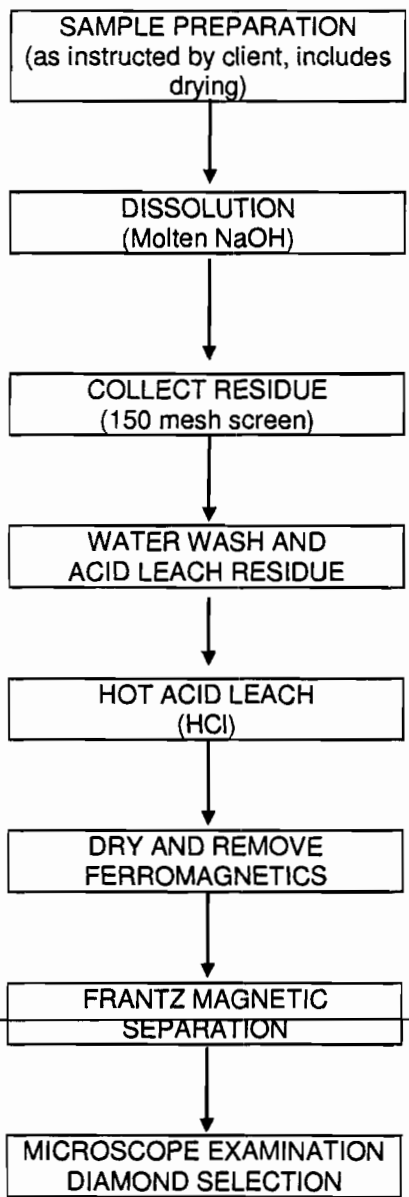 SAMPLE PREPARATION
(as instructed by client, includes
drying)
DISSOLUTION
(Molten NaOH)
COLLECT RESIDUE
(150 mesh screen)
WATER WASH AND
ACID LEACH RESIDUE
HOT ACID LEACH
(HCl)
DRY AND REMOVE
FERROMAGNETICS
FRANTZ MAGNETIC
SEPARATION
MICROSCOPE EXAMINATION
DIAMOND SELECTION